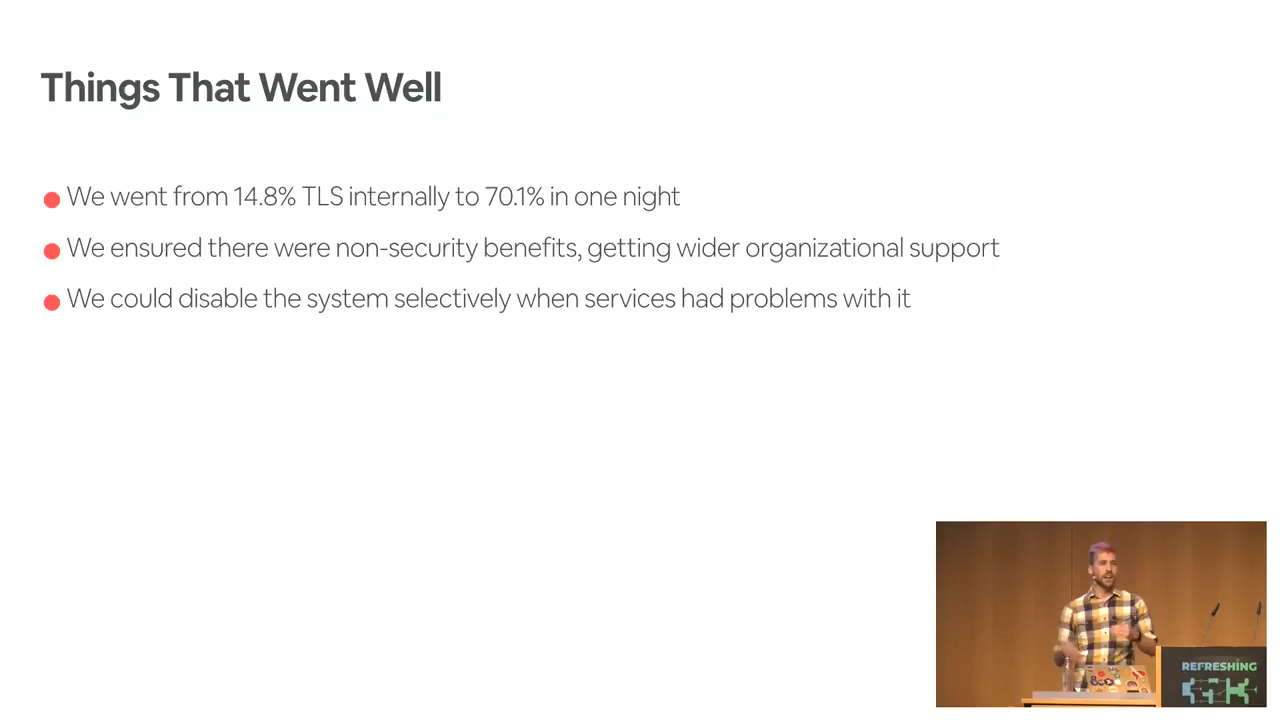 Things That Went Well
We went from 14.8% TLS internally to 70.1% in one night
We ensured there were non-security benefits, getting wider organizational support
We could disable the system selectively when services had problems with it
REFRESHING